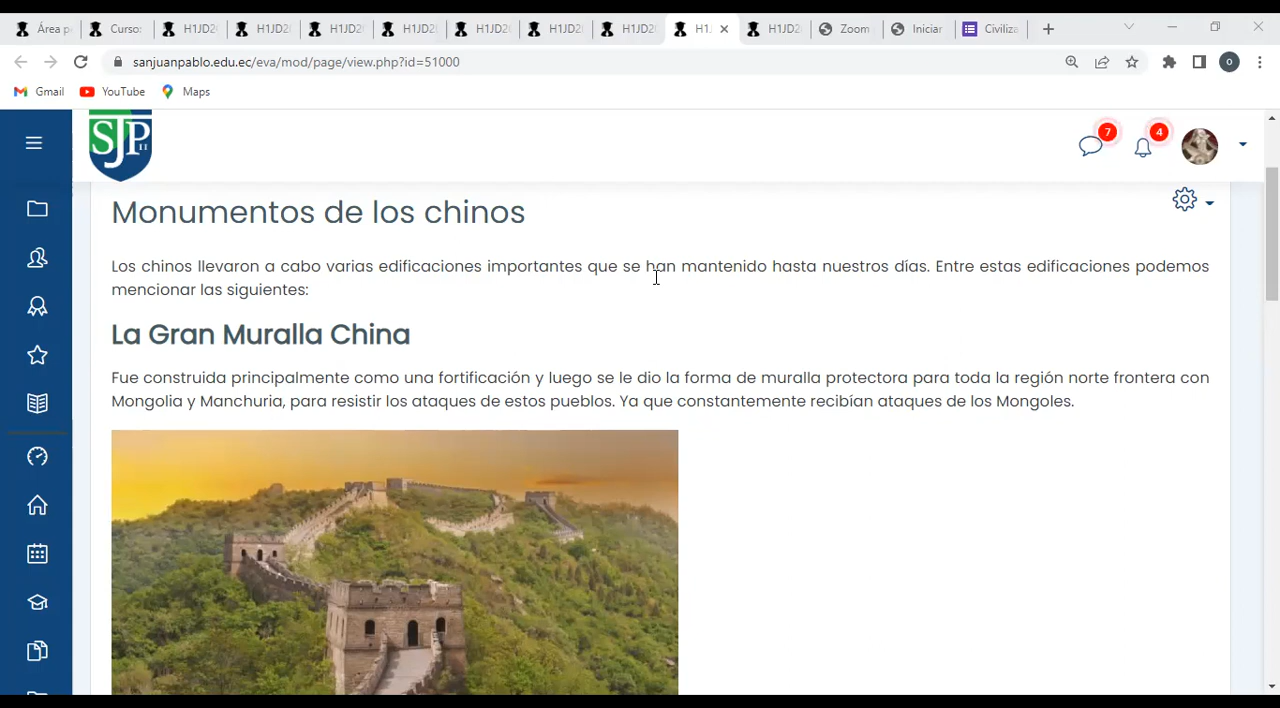 Área p
Curso:
H1JD2(
H1JD2(
H1JD2(
H1JD2(
H1JD2(
H1JD2(
H1JD2(
H1J
H1JD2(
Zoom
Iniciar
Civiliza
sanjuanpablo.edu.ec/eva/mod/page/view.php?id=51000
O
Gmail
YouTube
Maps
SJP
II
7
4
Monumentos de los chinos
Los chinos llevaron a cabo varias edificaciones importantes que se han mantenido hasta nuestros días. Entre estas edificaciones podemos
mencionar las siguientes:
La Gran Muralla China
Fue construida principalmente como una fortificación y luego se le dio la forma de muralla protectora para toda la región norte frontera con
Mongolia y Manchuria, para resistir los ataques de estos pueblos. Ya que constantemente recibían ataques de los Mongoles.